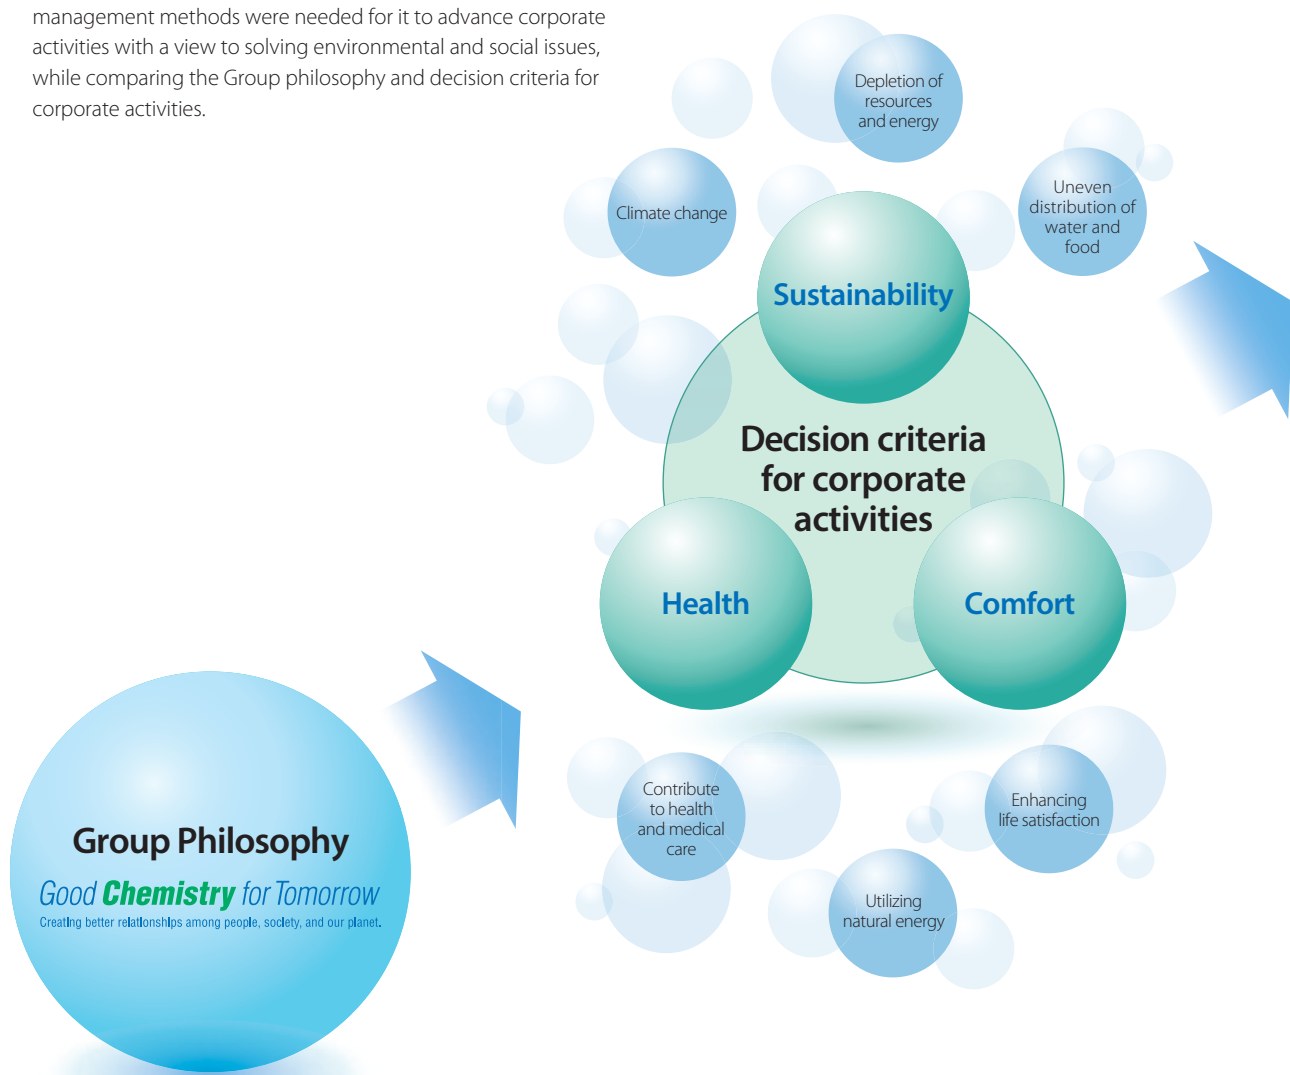 management methods were needed for it to advance corporate
activities with a view to solving environmental and social issues,
while comparing the Group philosophy and decision criteria for
corporate activities.
Depletion of
resources
and energy
Climate change
Uneven
distribution of
water and
food
Sustainability
Decision criteria
for corporate
activities
Health
Comfort
Contribute
to health
and medical
care
Enhancing
life satisfaction
Utilizing
natural energy
Group Philosophy
Good Chemistry for Tomorrow
Creating better relationships among people, society, and our planet.